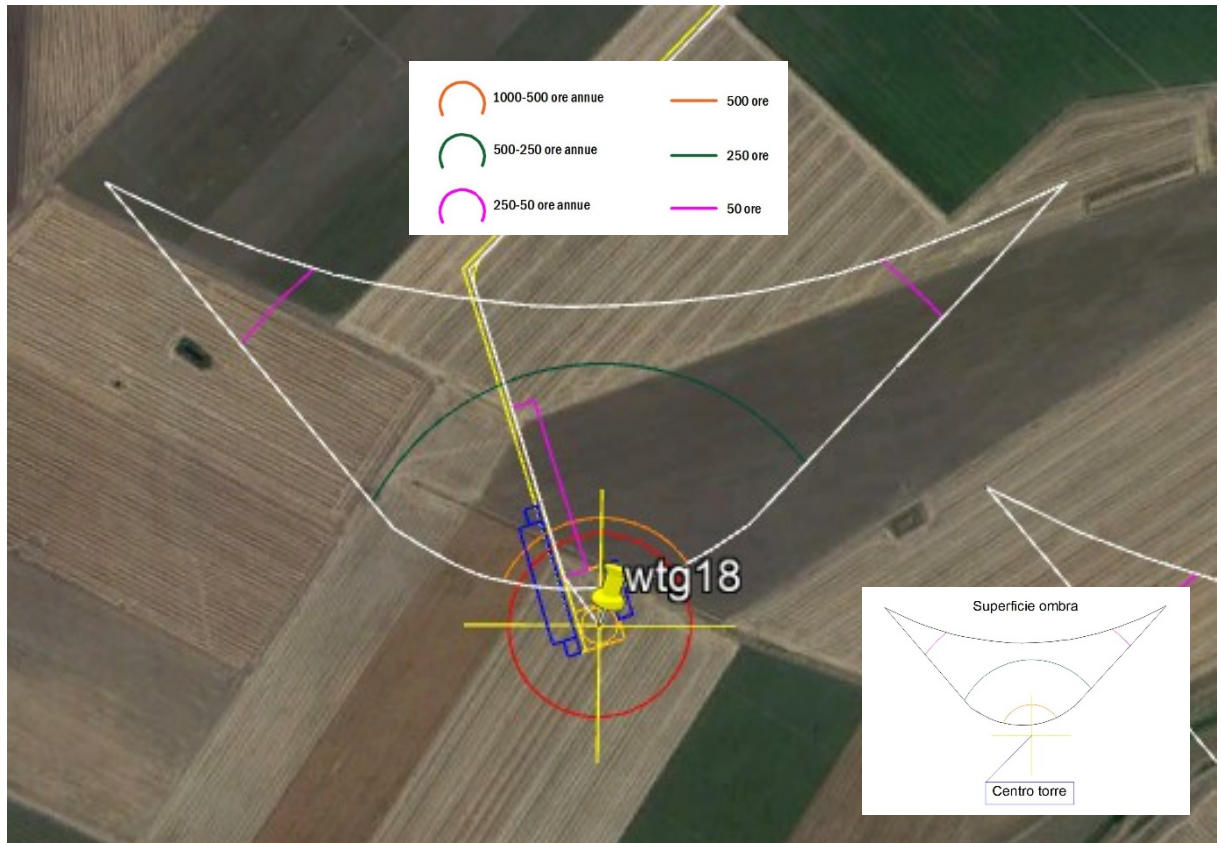 1000-500 ore annue
500 ore
500-250 ore annue
250 ore
250-50 ore annue
50 ore
wtg18
Superficie ombra
Centro torre